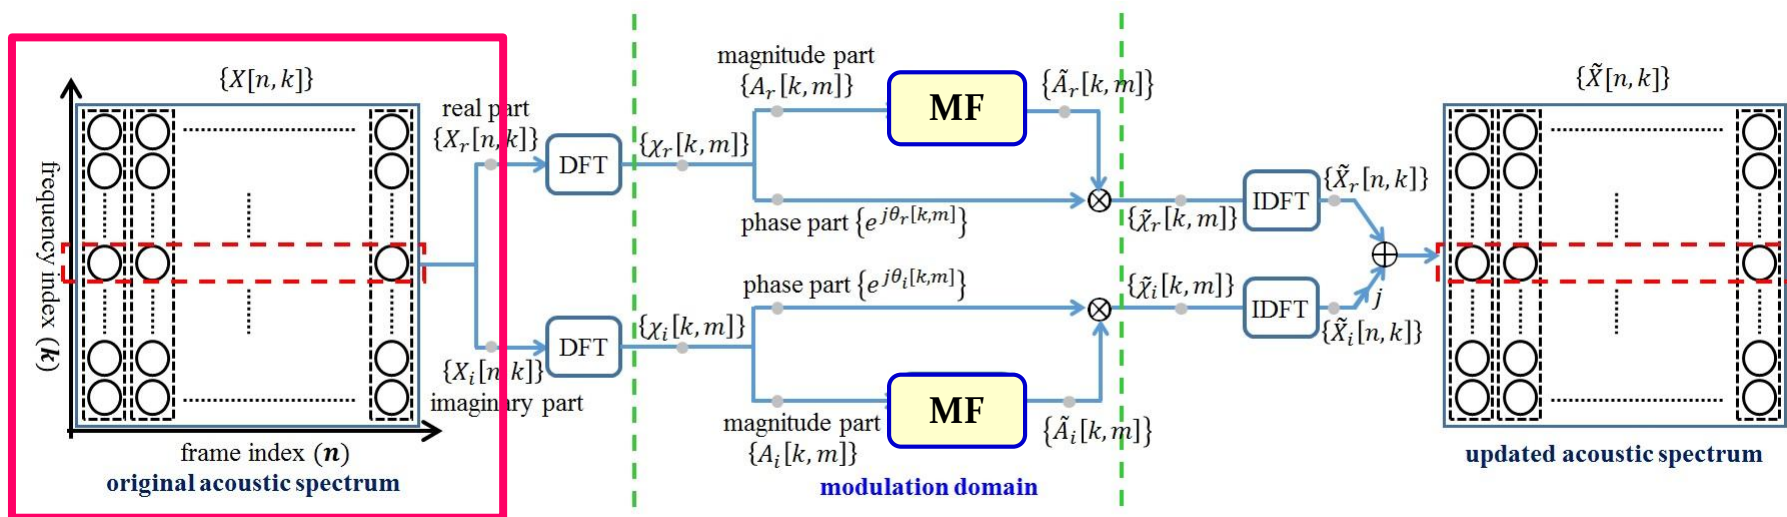 {X[n, k]}
frequency index (k)
frame index (n)
original acoustic spectrum
real part
{X_r[n, k]}
DFT
{X_i[n, k]}
imaginary part
DFT
{χ_r[k, m]}
{χ_i[k, m]}
magnitude part
{A_r[k, m]}
MF
{Ã_r[k, m]}
phase part {e^{jθ_r[k,m]}}
phase part {e^{jθ_i[k,m]}}
magnitude part
{A_i[k, m]}
MF
{Ã_i[k, m]}
modulation domain
{χ̃_r[k, m]}
{χ̃_i[k, m]}
IDFT
IDFT
{X̃_r[n, k]}
j
{X̃_i[n, k]}
{X̃[n, k]}
updated acoustic spectrum